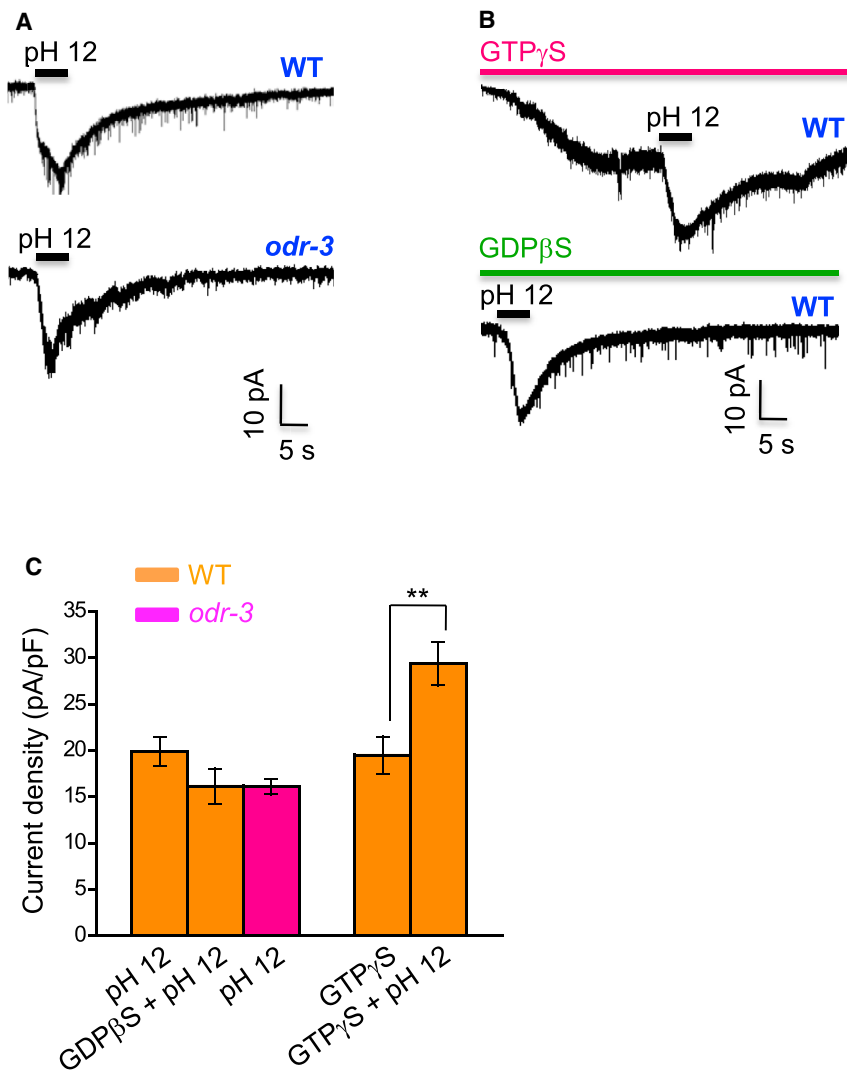 A
pH 12
WT
pH 12
odr-3
10 pA
5 s
B
GTPγS
pH 12
WT
GDPβS
pH 12
WT
10 pA
5 s
C
WT
odr-3
**
Current density (pA/pF)
35
30
25
20
15
10
5
0
pH 12
GDPβS + pH 12
pH 12
GTPγS
GTPγS + pH 12